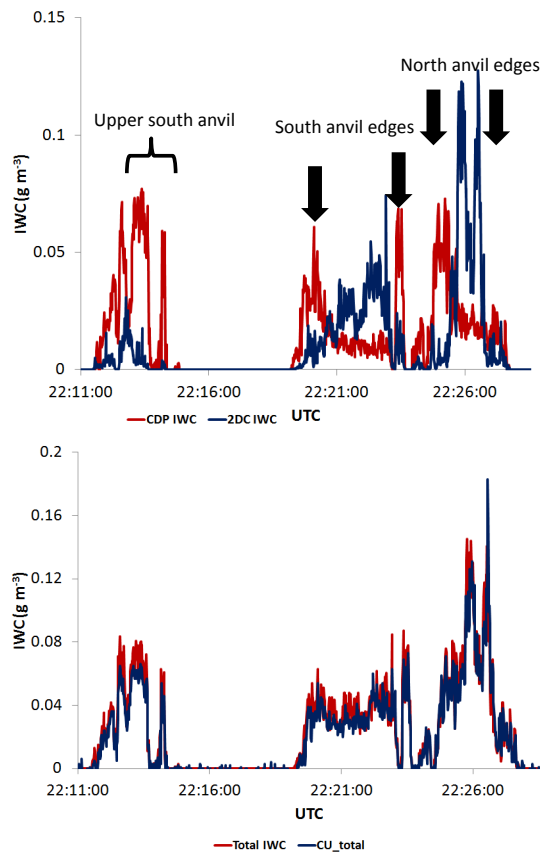 0.15
North anvil edges
Upper south anvil
South anvil edges
0.1
IWC (g m⁻³)
0.05
0
22:11:00 22:16:00 22:21:00 22:26:00
UTC
CDP IWC 2DC IWC
0.2
0.16
0.12
IWC (g m⁻³)
0.08
0.04
0
22:11:00 22:16:00 22:21:00 22:26:00
UTC
Total IWC CU_total